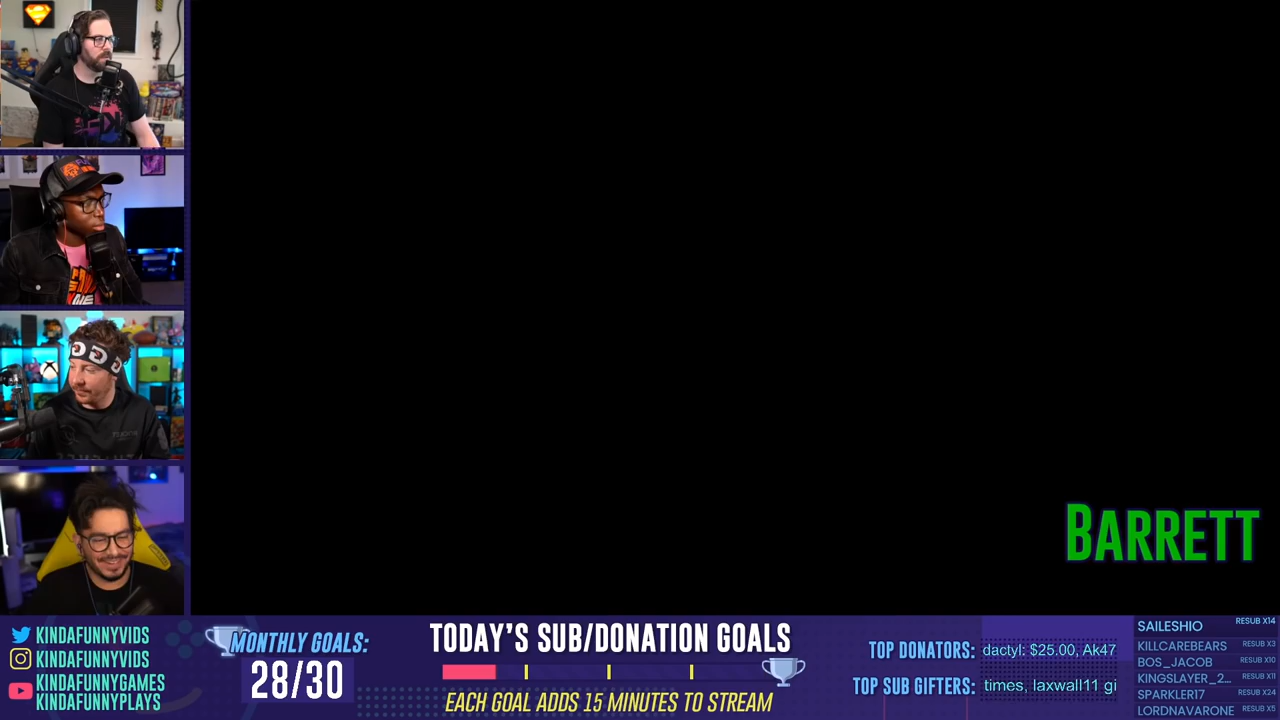 BARRETT
KINDAFUNNYVIDS
KINDAFUNNYVIDS
KINDAFUNNYGAMES
KINDAFUNNYPLAYS
MONTHLY GOALS:
28/30
TODAY'S SUB/DONATION GOALS
EACH GOAL ADDS 15 MINUTES TO STREAM
TOP DONATORS: dactyl: $25.00, Ak47
TOP SUB GIFTERS: times, laxwall11 gi
SAILESHIO RESUB X14
KILLCAREBEARS RESUB X3
BOS_JACOB RESUB X10
KINGSLAYER_2... RESUB X11
SPARKLER17 RESUB X24
LORDNAVARONE RESUB X5